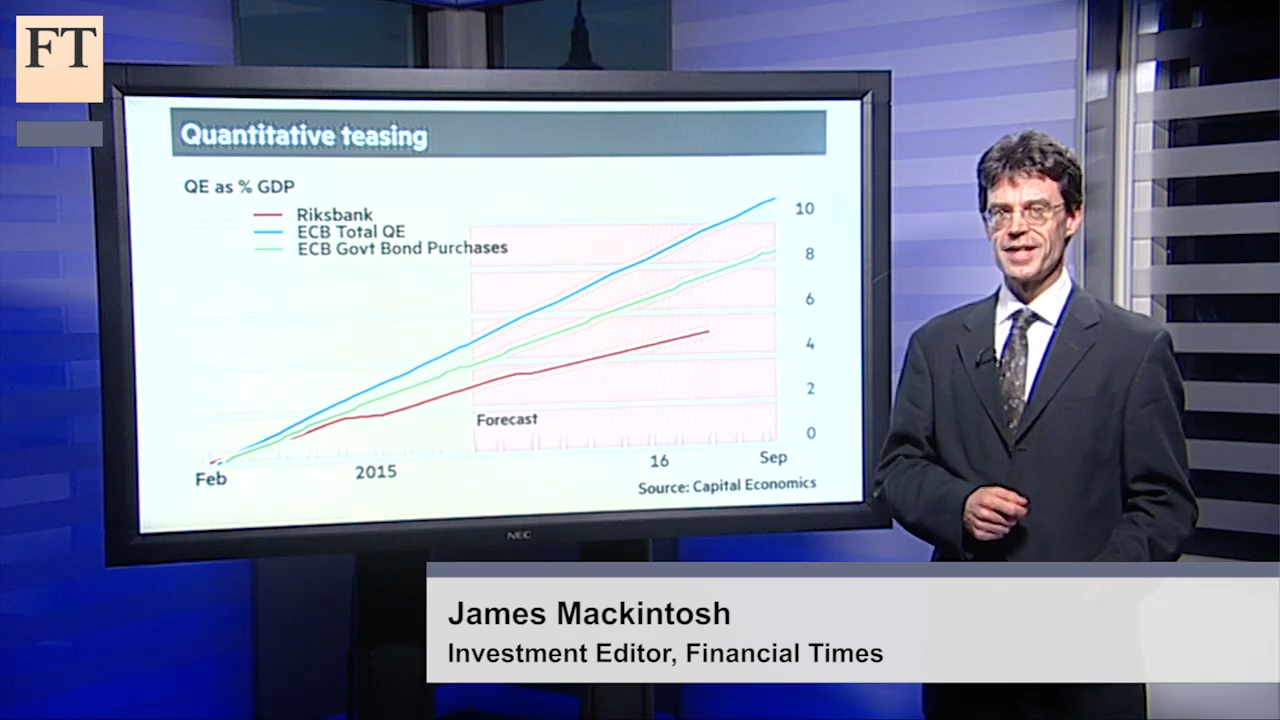 FT
Quantitative teasing
QE as % GDP
Riksbank
ECB Total QE
ECB Govt Bond Purchases
10
8
6
4
2
0
Forecast
Feb
2015
16
Sep
Source: Capital Economics
NEC
James Mackintosh
Investment Editor, Financial Times